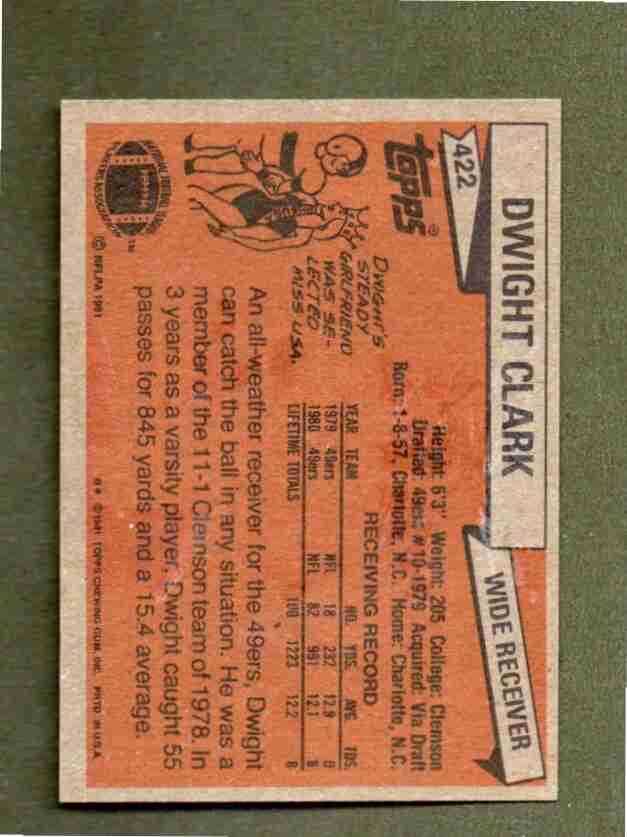 422
DWIGHT CLARK
WIDE RECEIVER
TOPPS®
Height: 6'3" Weight: 205 College: Clemson
Drafted: 49ers #10-1979 Acquired: Via Draft
Born: 1-8-57, Charlotte, N.C. Home: Charlotte, N.C.
DWIGHT'S
STEADY
GIRLFRIEND
WAS SE-
LECTED
MISS USA.
RECEIVING RECORD
YEAR TEAM NO. YDS. AVG. TDS.
1979 49ers NFL 18 232 12.9 0
1980 49ers NFL 82 991 12.1 8
LIFETIME TOTALS 100 1223 12.2 8
An all-weather receiver for the 49ers, Dwight
can catch the ball in any situation. He was a
member of the 11-1 Clemson team of 1978. In
3 years as a varsity player, Dwight caught 55
passes for 845 yards and a 15.4 average.
© NFLPA 1981
©1981 TOPPS CHEWING GUM, INC. PRTD. IN U.S.A.